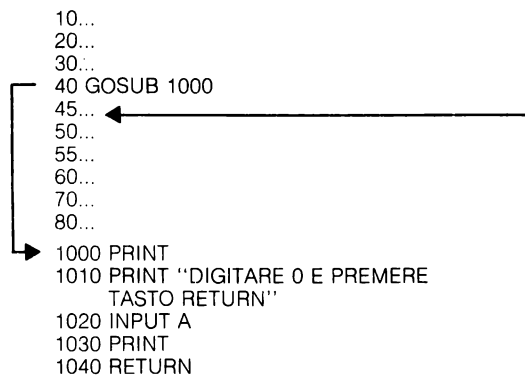 10...
20...
30...
40 GOSUB 1000
45...
50...
55...
60...
70...
80...
1000 PRINT
1010 PRINT "DIGITARE 0 E PREMERE
TASTO RETURN"
1020 INPUT A
1030 PRINT
1040 RETURN